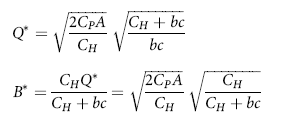 Q* = √(2C_P A / C_H) √((C_H + bc) / bc)
B* = C_H Q* / (C_H + bc) = √(2C_P A / C_H) √(C_H / (C_H + bc))